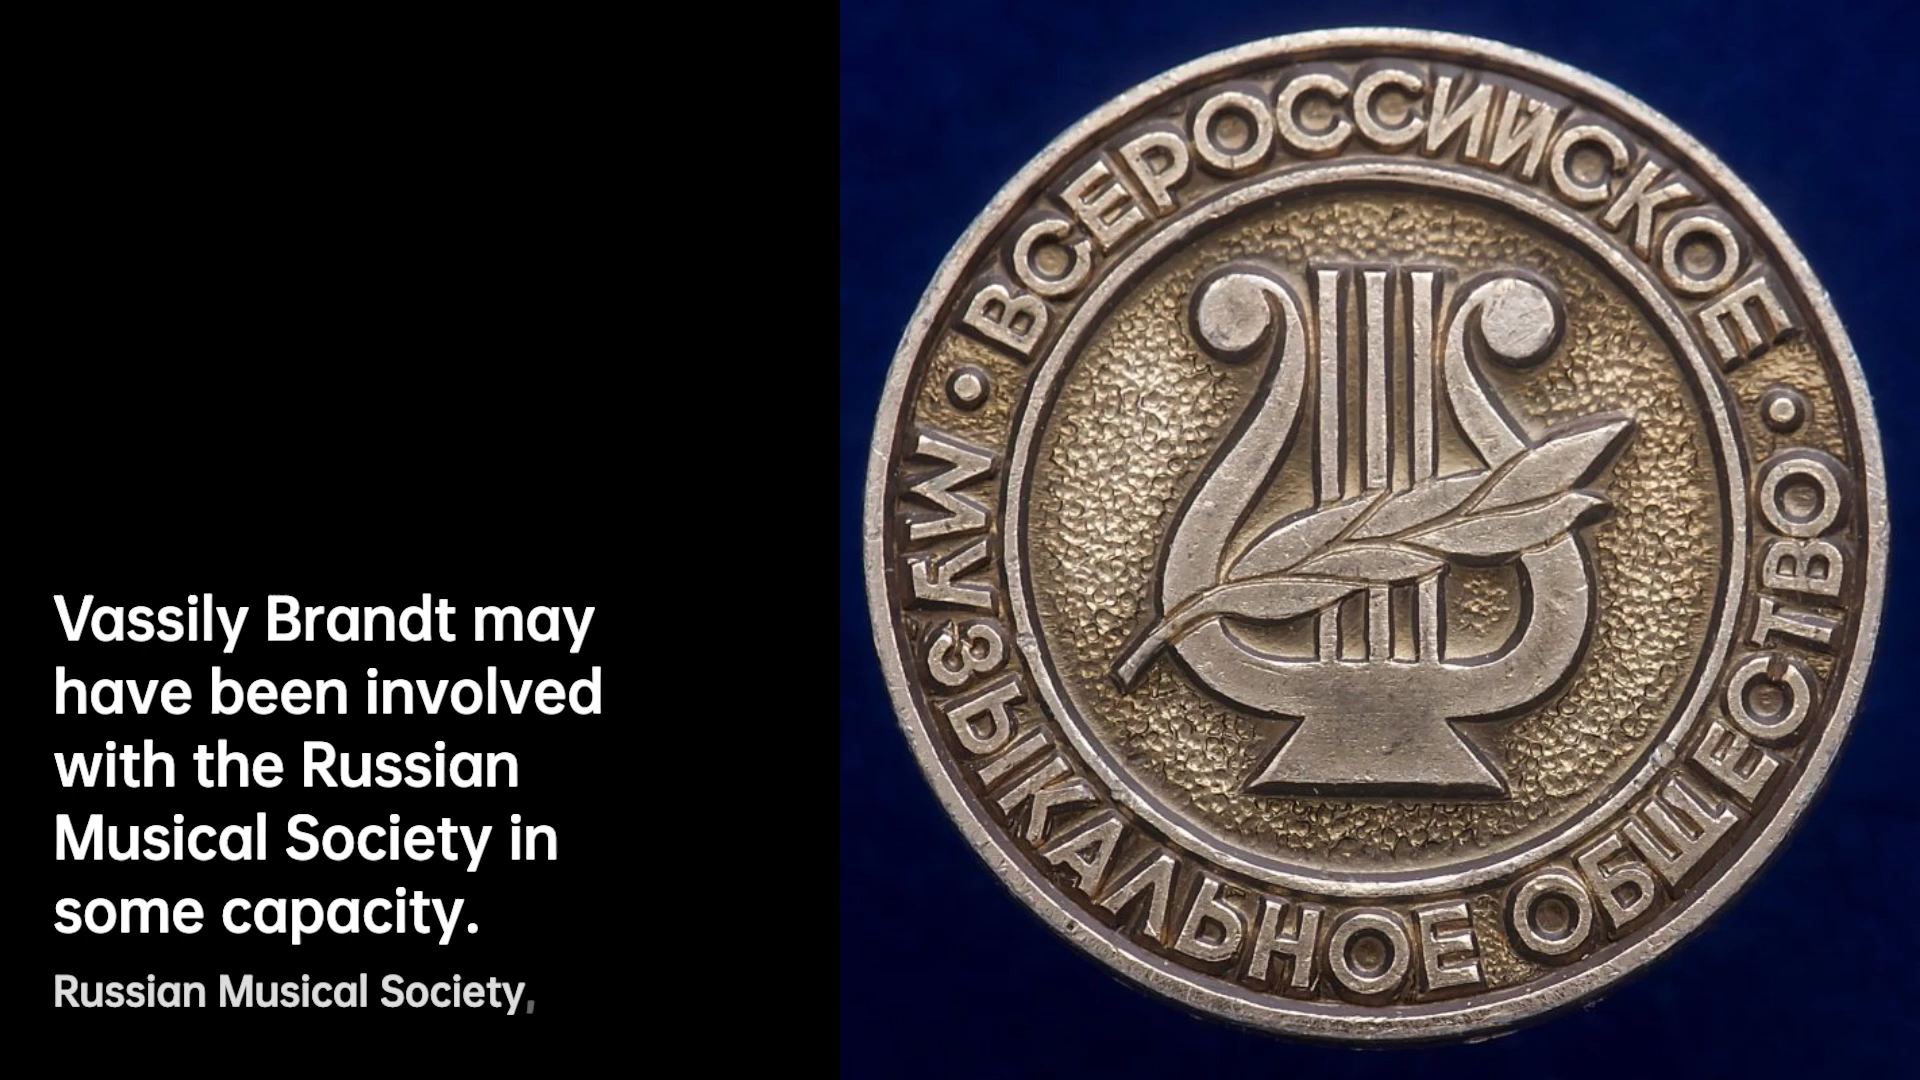 Vassily Brandt may
have been involved
with the Russian
Musical Society in
some capacity.
Russian Musical Society,
• ВСЕРОССИЙСКОЕ •
МУЗЫКАЛЬНОЕ ОБЩЕСТВО